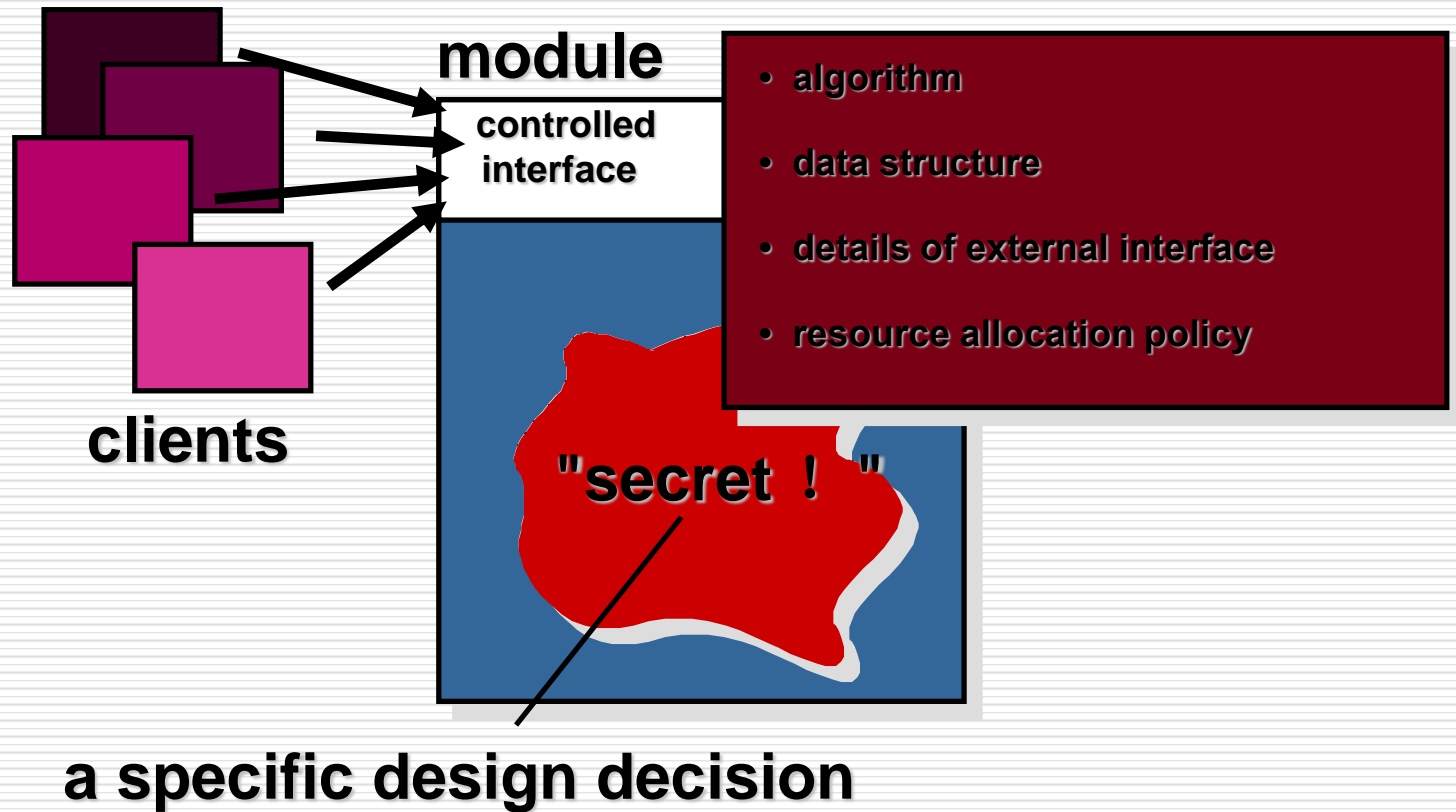 module
controlled
interface
• algorithm
• data structure
• details of external interface
• resource allocation policy
clients
"secret ! "
a specific design decision